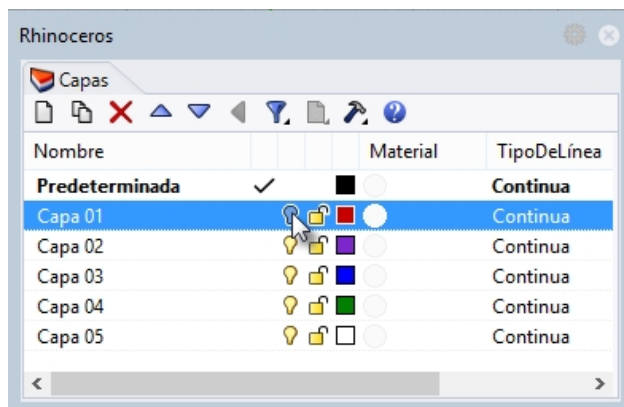 Rhinoceros
Capas
Nombre Material TipoDeLínea
Predeterminada Continua
Capa 01 Continua
Capa 02 Continua
Capa 03 Continua
Capa 04 Continua
Capa 05 Continua